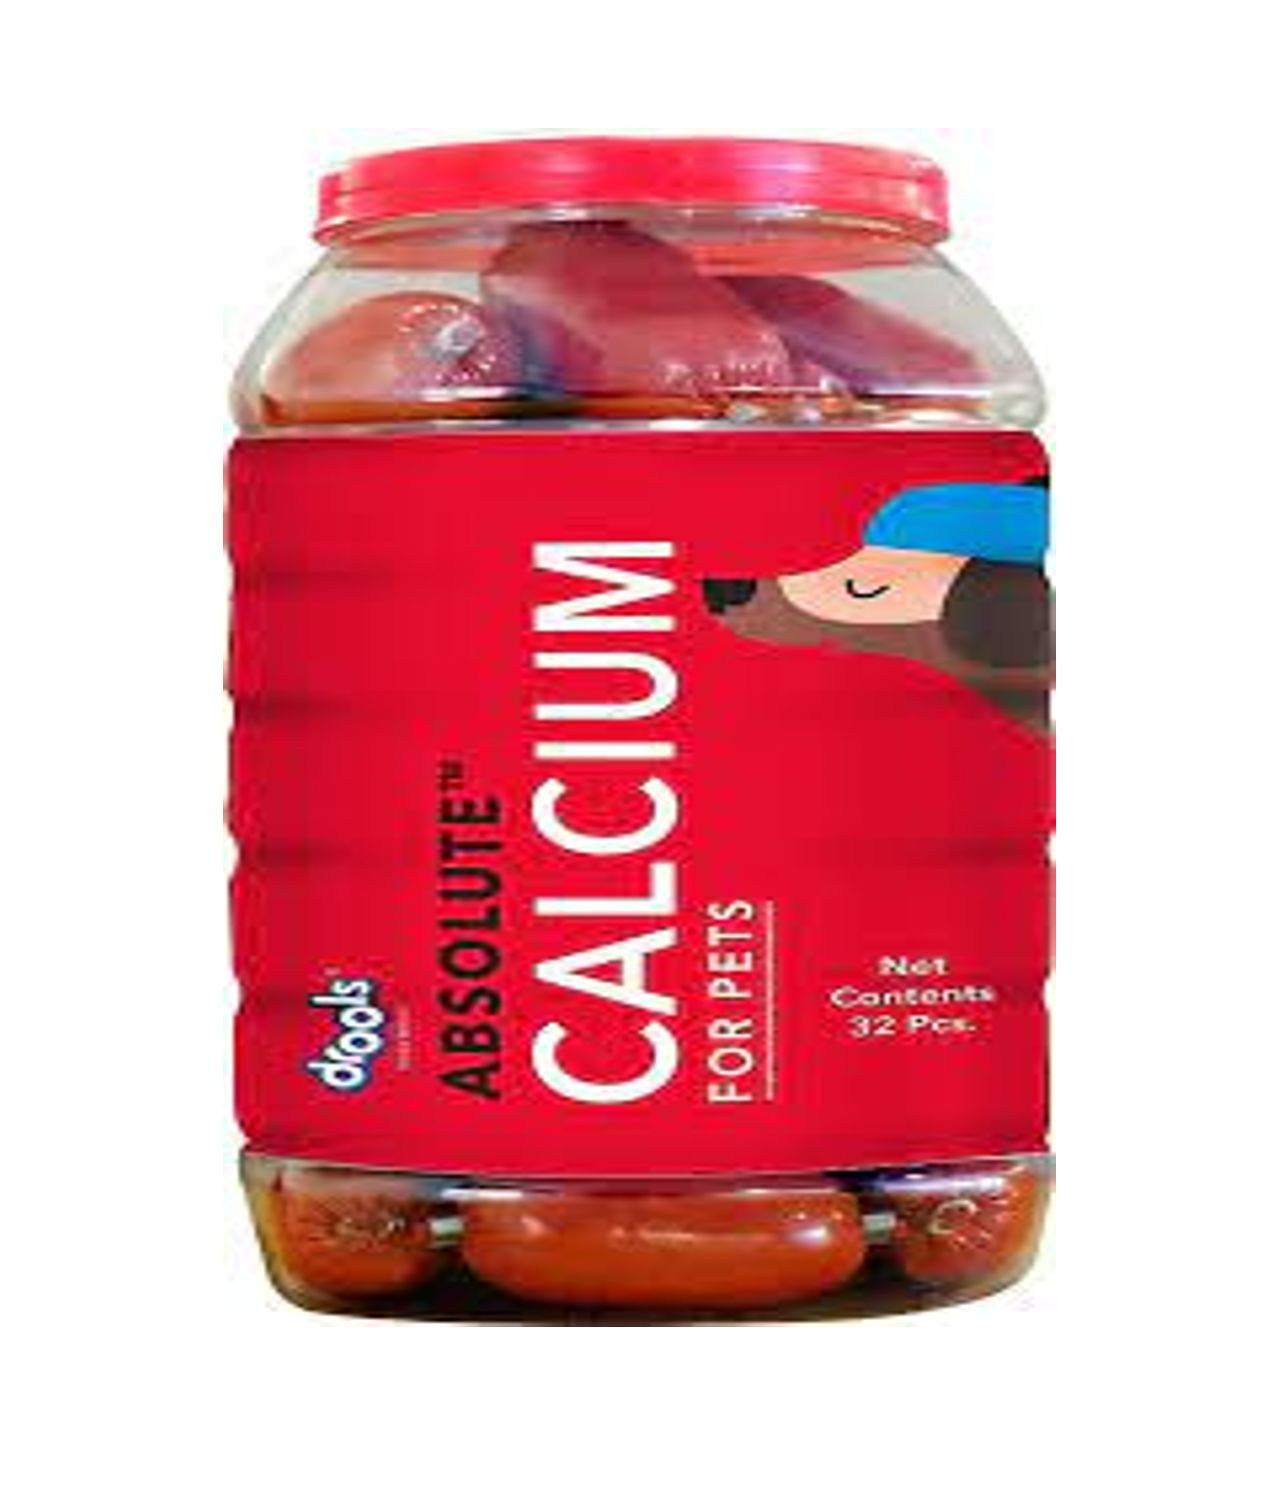 drools
ABSOLUTE™
CALCIUM
FOR PETS
Net
Contents
32 Pcs.